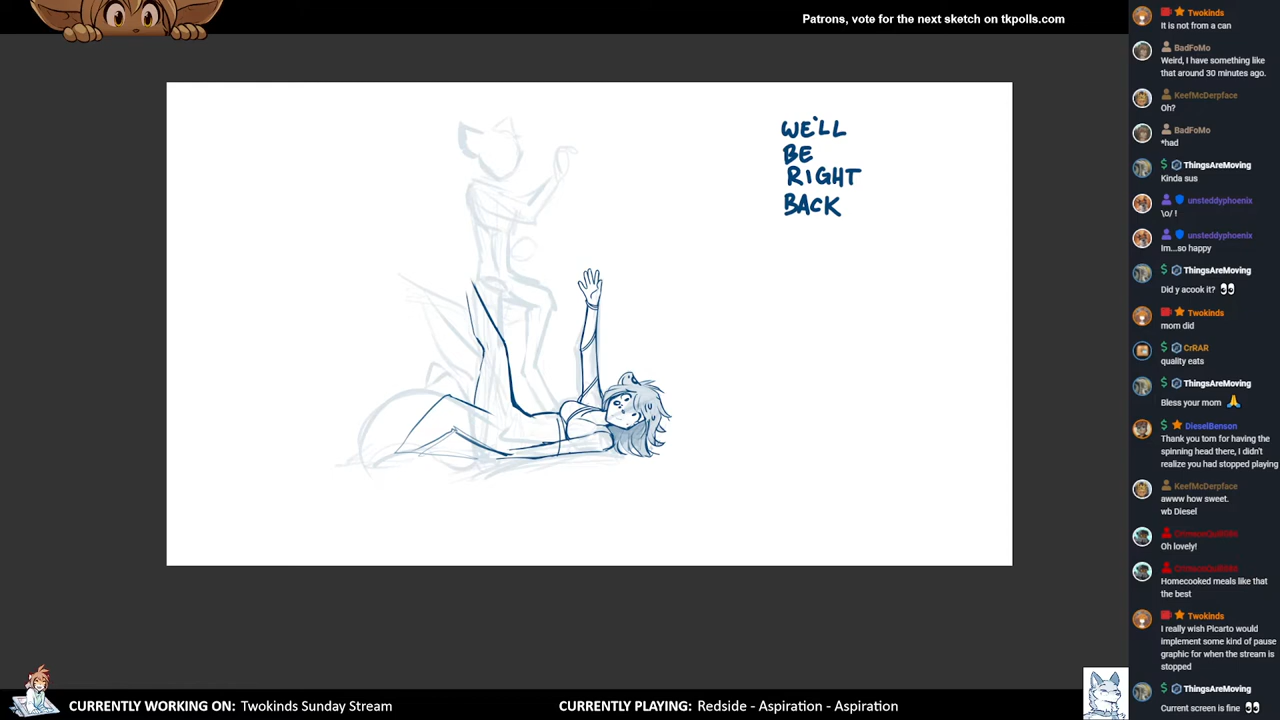 Patrons, vote for the next sketch on tkpolls.com
WE'LL
BE
RIGHT
BACK
Twokinds
It is not from a can
BadFoMo
Weird, I have something like
that around 30 minutes ago.
KeefMcDerpface
Oh?
BadFoMo
*had
ThingsAreMoving
Kinda sus
unsteddyphoenix
\o/ !
unsteddyphoenix
Im...so happy
ThingsAreMoving
Did y acook it? 👀
Twokinds
mom did
CrRAR
quality eats
ThingsAreMoving
Bless your mom 🙏
DieselBenson
Thank you tom for having the
spinning head there, I didn't
realize you had stopped playing
KeefMcDerpface
awww how sweet.
wb Diesel
Oh lovely!
Homecooked meals like that
the best
Twokinds
I really wish Picarto would
implement some kind of pause
graphic for when the stream is
stopped
ThingsAreMoving
Current screen is fine 👀
CURRENTLY WORKING ON: Twokinds Sunday Stream
CURRENTLY PLAYING: Redside - Aspiration - Aspiration